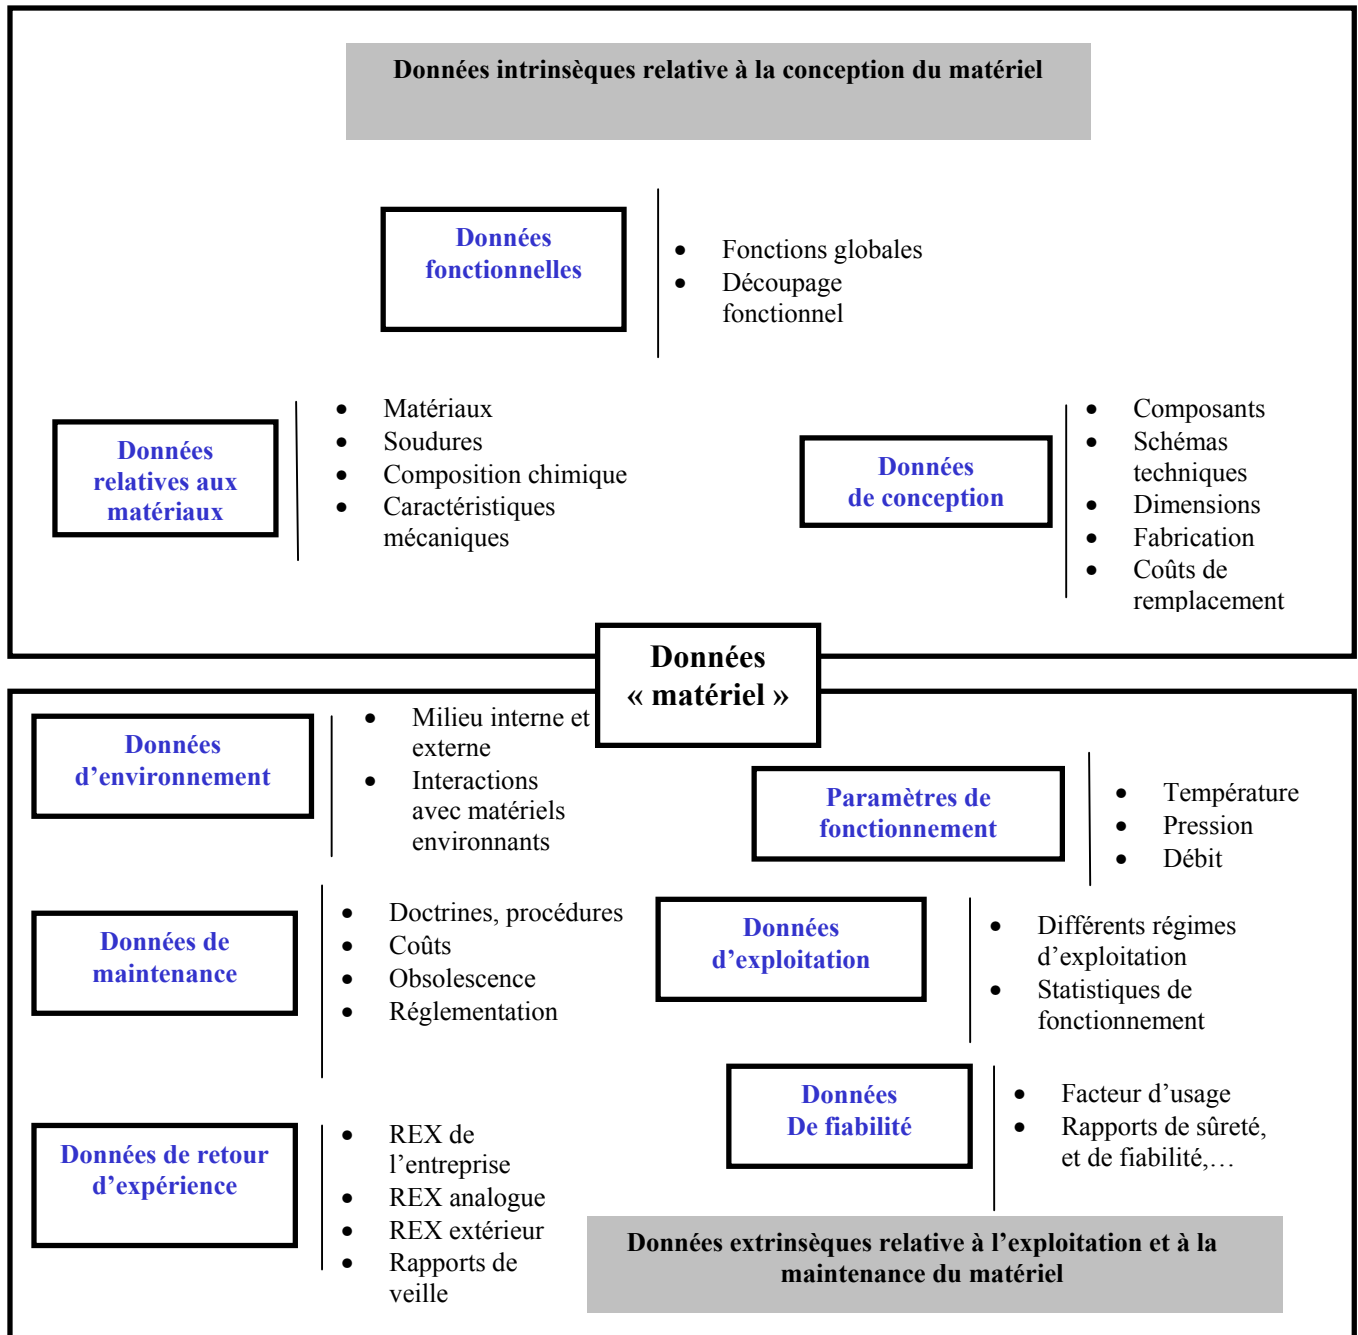 Données intrinsèques relative à la conception du matériel
Données
fonctionnelles
• Fonctions globales
• Découpage
fonctionnel
Données
relatives aux
matériaux
• Matériaux
• Soudures
• Composition chimique
• Caractéristiques
mécaniques
Données
de conception
• Composants
• Schémas
techniques
• Dimensions
• Fabrication
• Coûts de
remplacement
Données
« matériel »
Données
d’environnement
• Milieu interne et
externe
• Interactions
avec matériels
environnants
Paramètres de
fonctionnement
• Température
• Pression
• Débit
Données de
maintenance
• Doctrines, procédures
• Coûts
• Obsolescence
• Réglementation
Données
d’exploitation
• Différents régimes
d’exploitation
• Statistiques de
fonctionnement
Données
De fiabilité
• Facteur d’usage
• Rapports de sûreté,
et de fiabilité,…
Données de retour
d’expérience
• REX de
l’entreprise
• REX analogue
• REX extérieur
• Rapports de
veille
Données extrinsèques relative à l’exploitation et à la
maintenance du matériel